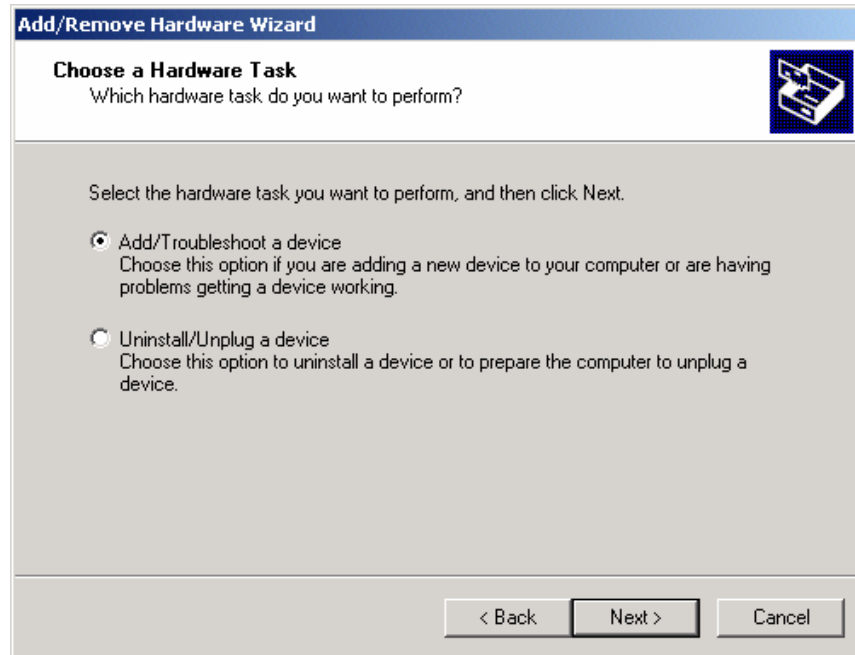 Add/Remove Hardware Wizard
Choose a Hardware Task
Which hardware task do you want to perform?
Select the hardware task you want to perform, and then click Next.
Add/Troubleshoot a device
Choose this option if you are adding a new device to your computer or are having
problems getting a device working.
Uninstall/Unplug a device
Choose this option to uninstall a device or to prepare the computer to unplug a
device.
< Back
Next >
Cancel